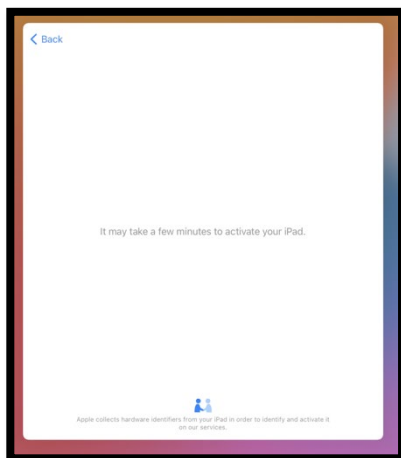 Back
It may take a few minutes to activate your iPad.
Apple collects hardware identifiers from your iPad in order to identify and activate it
on our services.